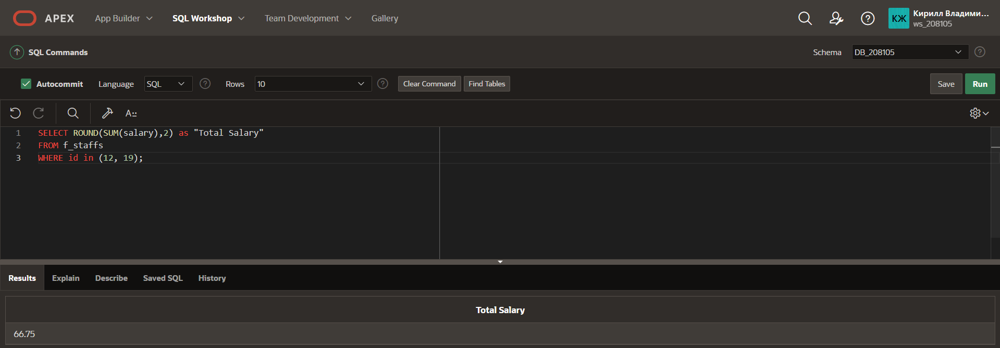 APEX App Builder SQL Workshop Team Development Gallery КЖ Кирилл Владими...
ws_208105
SQL Commands Schema DB_208105 ?
Autocommit Language SQL ? Rows 10 ? Clear Command Find Tables Save Run
A
1 SELECT ROUND(SUM(salary),2) as "Total Salary"
2 FROM f_staffs
3 WHERE id in (12, 19);
Results Explain Describe Saved SQL History
Total Salary
66.75